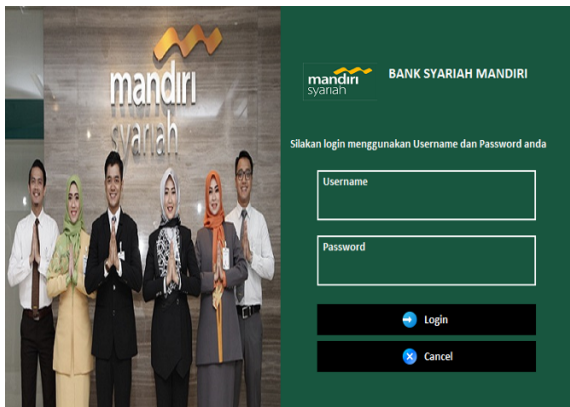 mandiri
syariah
mandiri
syariah
BANK SYARIAH MANDIRI
Silakan login menggunakan Username dan Password anda
Username
Password
Login
Cancel